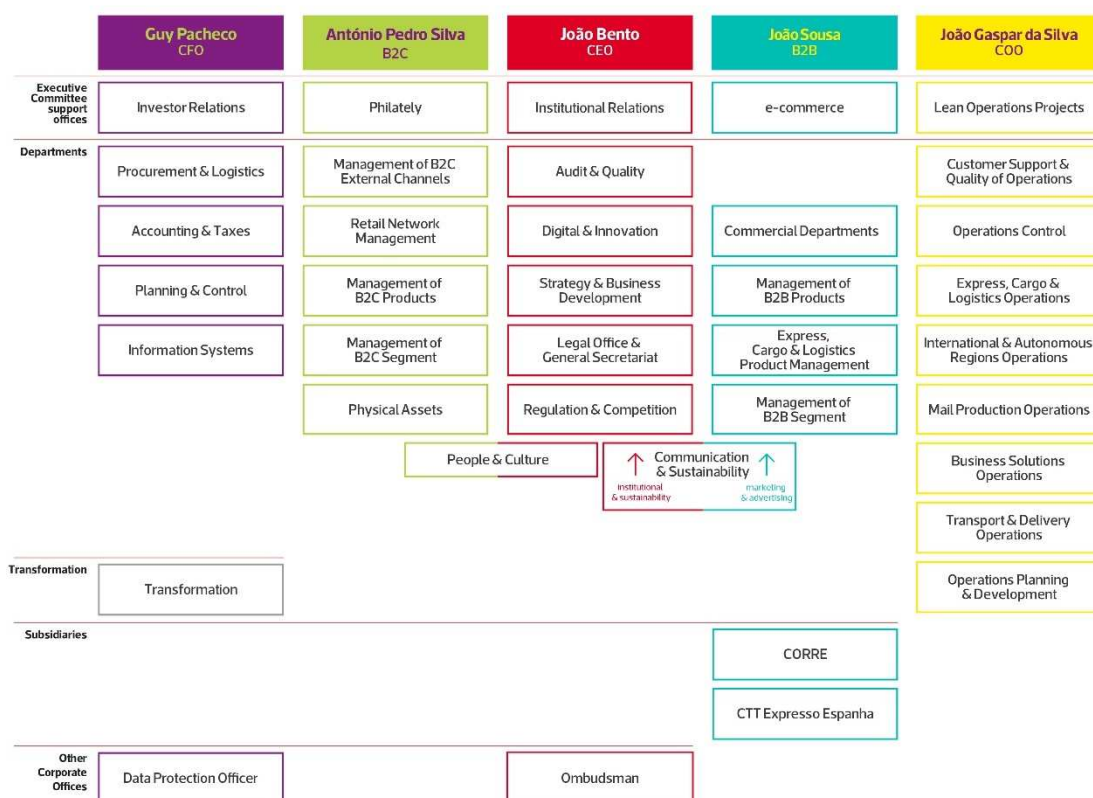 Guy Pacheco
CFO
António Pedro Silva
B2C
João Bento
CEO
João Sousa
B2B
João Gaspar da Silva
COO
Executive
Committee
support
offices
Investor Relations
Philately
Institutional Relations
e-commerce
Lean Operations Projects
Departments
Procurement & Logistics
Management of B2C
External Channels
Audit & Quality
Customer Support &
Quality of Operations
Accounting & Taxes
Retail Network
Management
Digital & Innovation
Commercial Departments
Operations Control
Planning & Control
Management of
B2C Products
Strategy & Business
Development
Management of
B2B Products
Express, Cargo &
Logistics Operations
Information Systems
Management of
B2C Segment
Legal Office &
General Secretariat
Express,
Cargo & Logistics
Product Management
International & Autonomous
Regions Operations
Physical Assets
Regulation & Competition
Management of
B2B Segment
Mail Production Operations
People & Culture
Communication
& Sustainability
institutional
& sustainability
marketing
& advertising
Business Solutions
Operations
Transport & Delivery
Operations
Transformation
Transformation
Operations Planning
& Development
Subsidiaries
CORRE
CTT Expresso Espanha
Other
Corporate
Offices
Data Protection Officer
Ombudsman